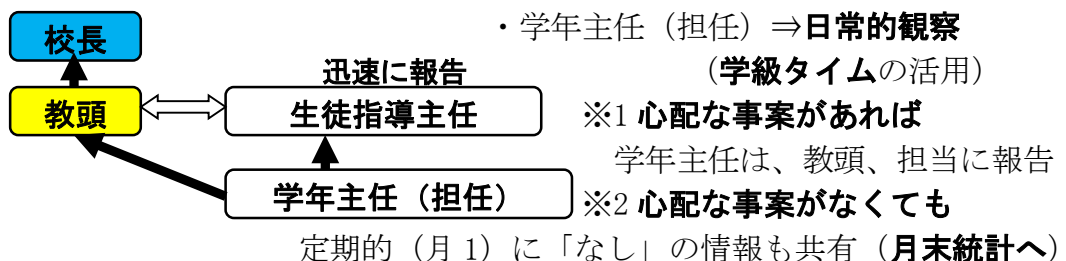 校長
・学年主任（担任）⇒日常的観察
迅速に報告
（学級タイムの活用）
教頭
生徒指導主任
※1 心配な事案があれば
学年主任は、教頭、担当に報告
学年主任（担任）
※2 心配な事案がなくても
定期的（月 1）に「なし」の情報も共有（月末統計へ）